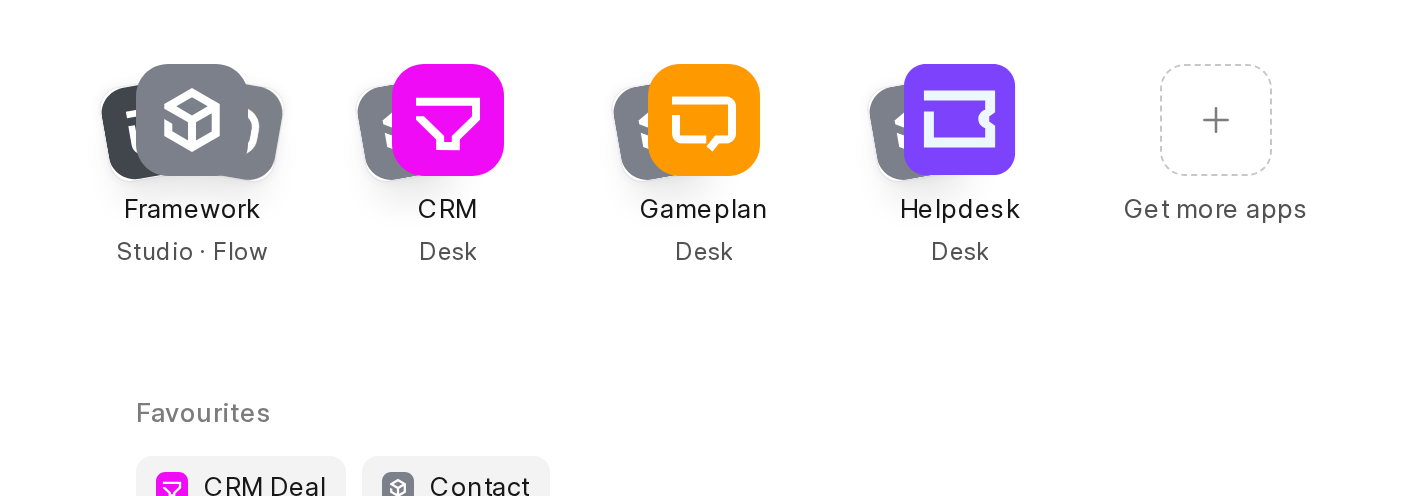 Framework
Studio · Flow
CRM
Desk
Gameplan
Desk
Helpdesk
Desk
Get more apps
Favourites
CRM Deal
Contact